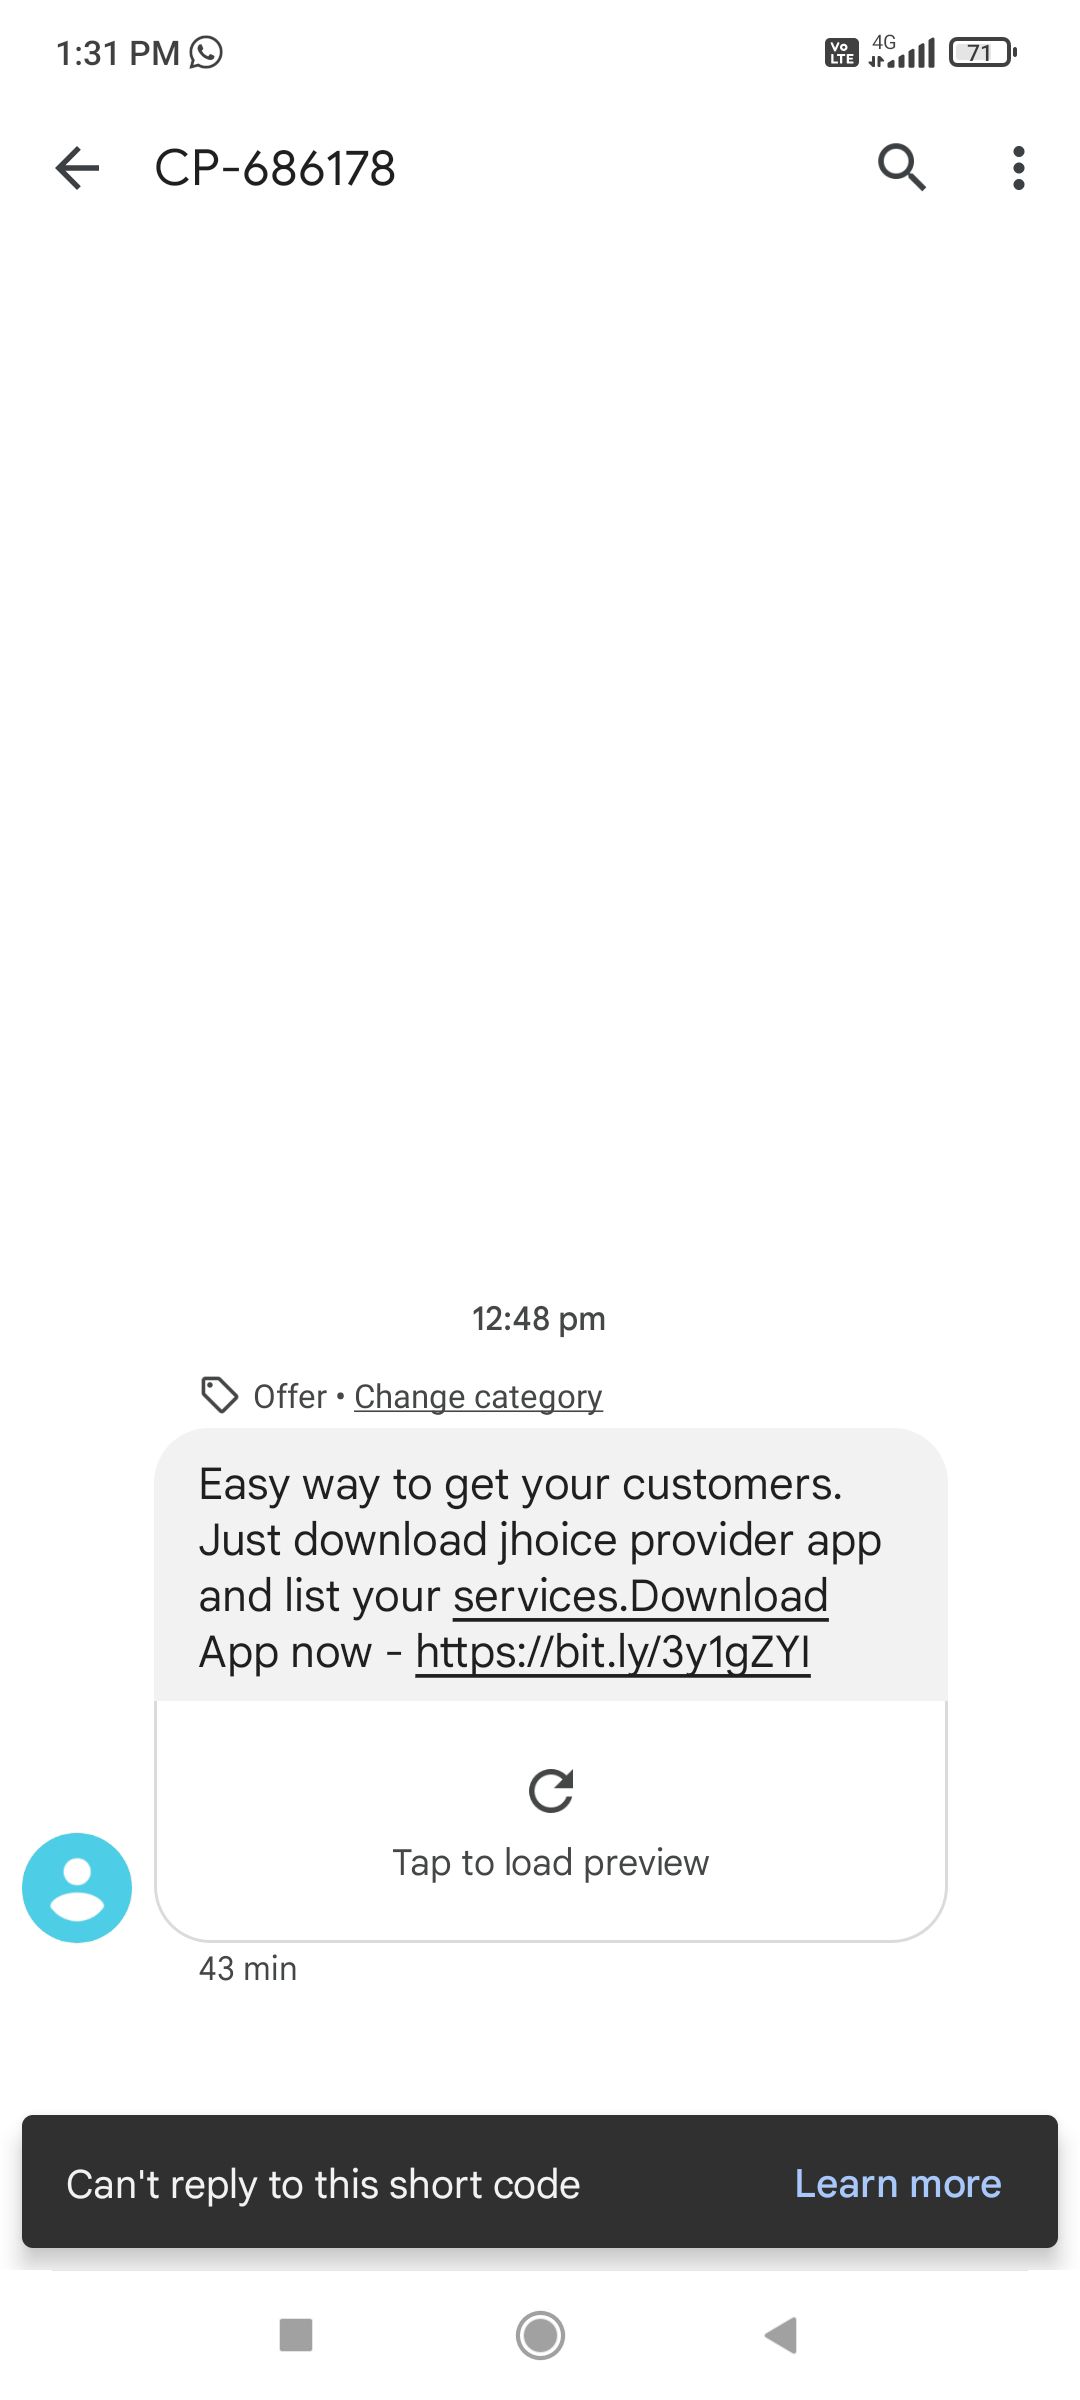 1:31 PM
Vo LTE 4G 71
CP-686178
12:48 pm
Offer • Change category
Easy way to get your customers.
Just download jhoice provider app
and list your services.Download
App now - https://bit.ly/3y1gZYI
Tap to load preview
43 min
Can't reply to this short code Learn more